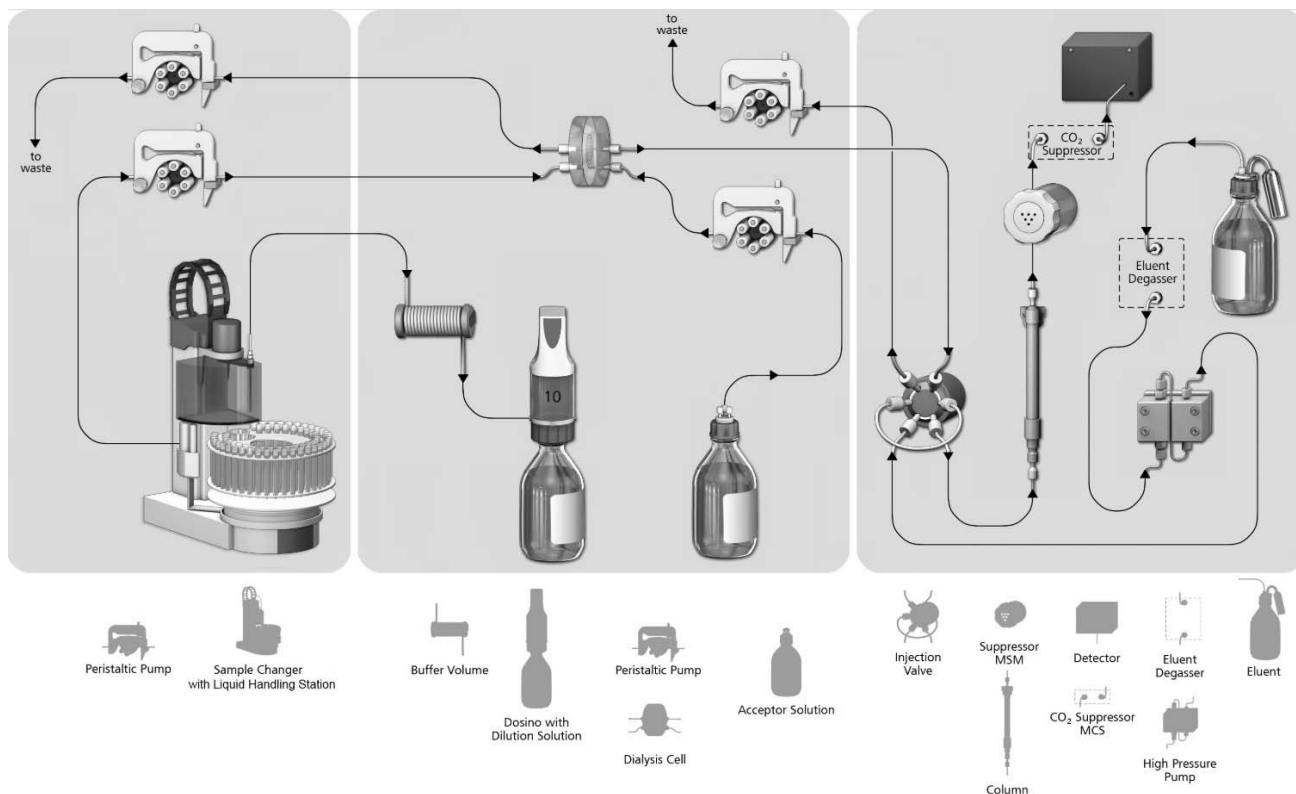 to
waste
to
waste
CO₂
Suppressor
Eluent
Degasser
10
Peristaltic Pump
Sample Changer
with Liquid Handling Station
Buffer Volume
Dosino with
Dilution Solution
Peristaltic Pump
Dialysis Cell
Acceptor Solution
Injection
Valve
Suppressor
MSM
Column
Detector
CO₂ Suppressor
MCS
Eluent
Degasser
High Pressure
Pump
Eluent